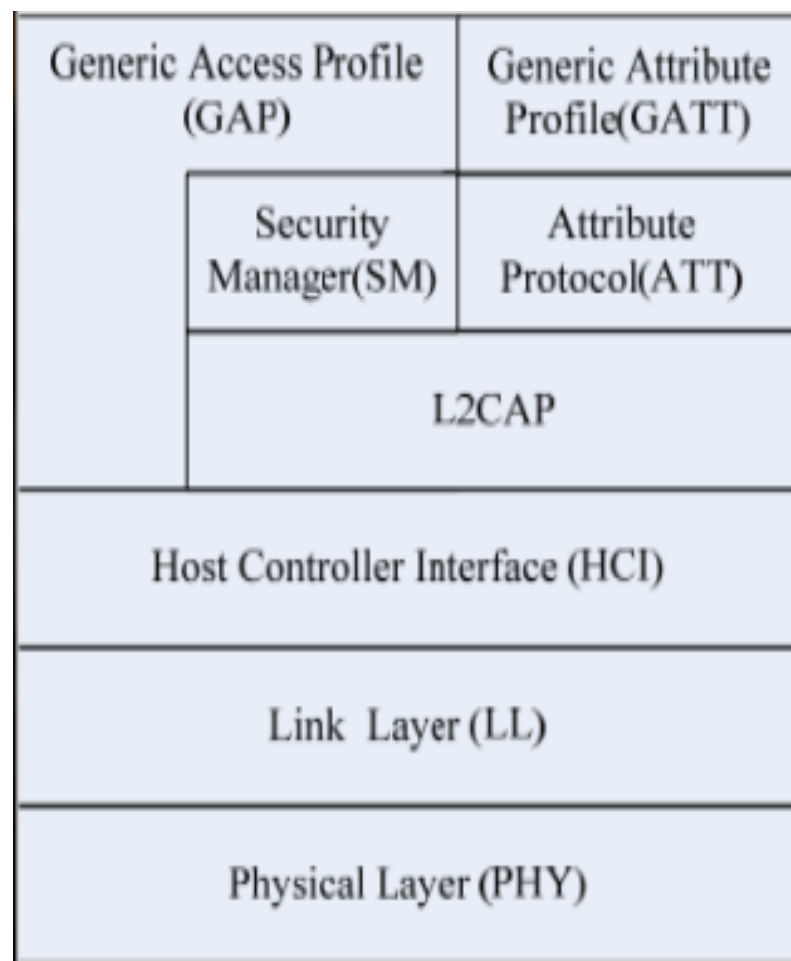 Generic Access Profile
(GAP)
Generic Attribute
Profile(GATT)
Security
Manager(SM)
Attribute
Protocol(ATT)
L2CAP
Host Controller Interface (HCI)
Link Layer (LL)
Physical Layer (PHY)